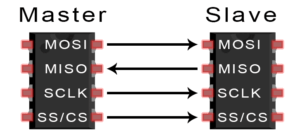 Master Slave
MOSI MOSI
MISO MISO
SCLK SCLK
SS/CS SS/CS